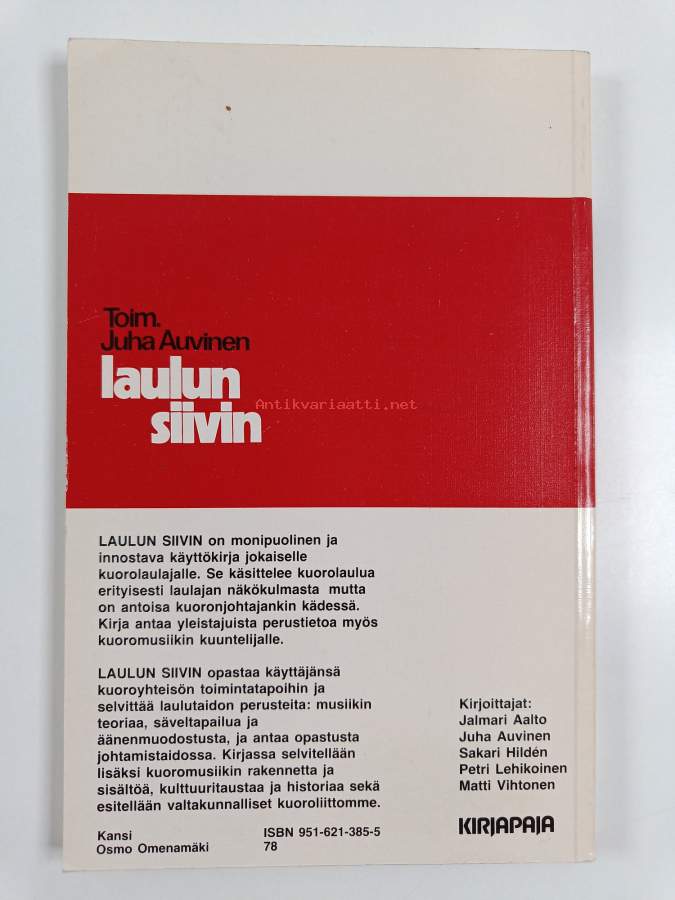 Toim.
Juha Auvinen
laulun
siivin
Antikvariaatti.net
LAULUN SIIVIN on monipuolinen ja
innostava käyttökirja jokaiselle
kuorolaulajalle. Se käsittelee kuorolaulua
erityisesti laulajan näkökulmasta mutta
on antoisa kuoronjohtajankin kädessä.
Kirja antaa yleistajuista perustietoa myös
kuoromusiikin kuuntelijalle.
LAULUN SIIVIN opastaa käyttäjänsä
kuoroyhteisön toimintatapoihin ja
selvittää laulutaidon perusteita: musiikin
teoriaa, säveltapailua ja
äänenmuodostusta, ja antaa opastusta
johtamistaidossa. Kirjassa selvitellään
lisäksi kuoromusiikin rakennetta ja
sisältöä, kulttuuritaustaa ja historiaa sekä
esitellään valtakunnalliset kuoroliittomme.
Kansi
Osmo Omenamäki
ISBN 951-621-385-5
78
Kirjoittajat:
Jalmari Aalto
Juha Auvinen
Sakari Hildén
Petri Lehikoinen
Matti Vihtonen
KIRJAPAJA